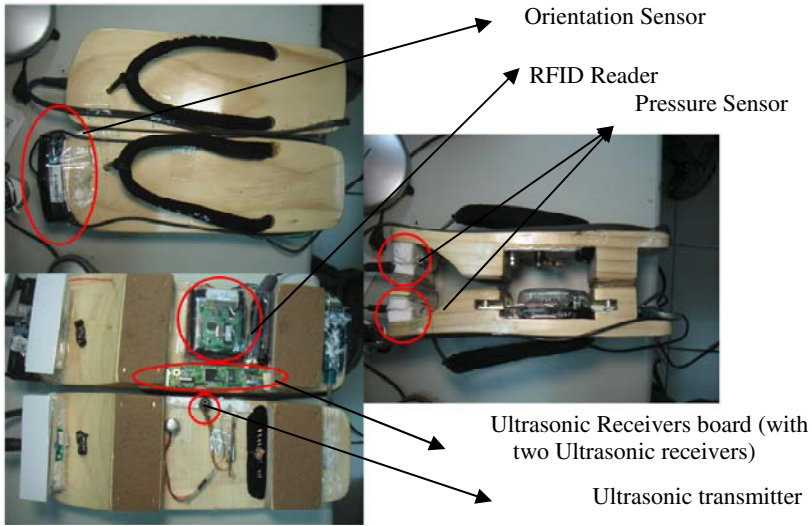 Orientation Sensor
RFID Reader
Pressure Sensor
Ultrasonic Receivers board (with
two Ultrasonic receivers)
Ultrasonic transmitter